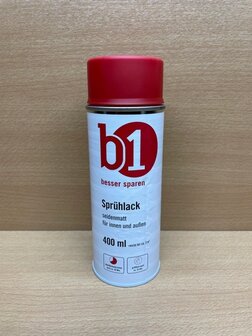 b1
besser sparen
Sprühlack
seidenmatt
für innen und außen
400 ml